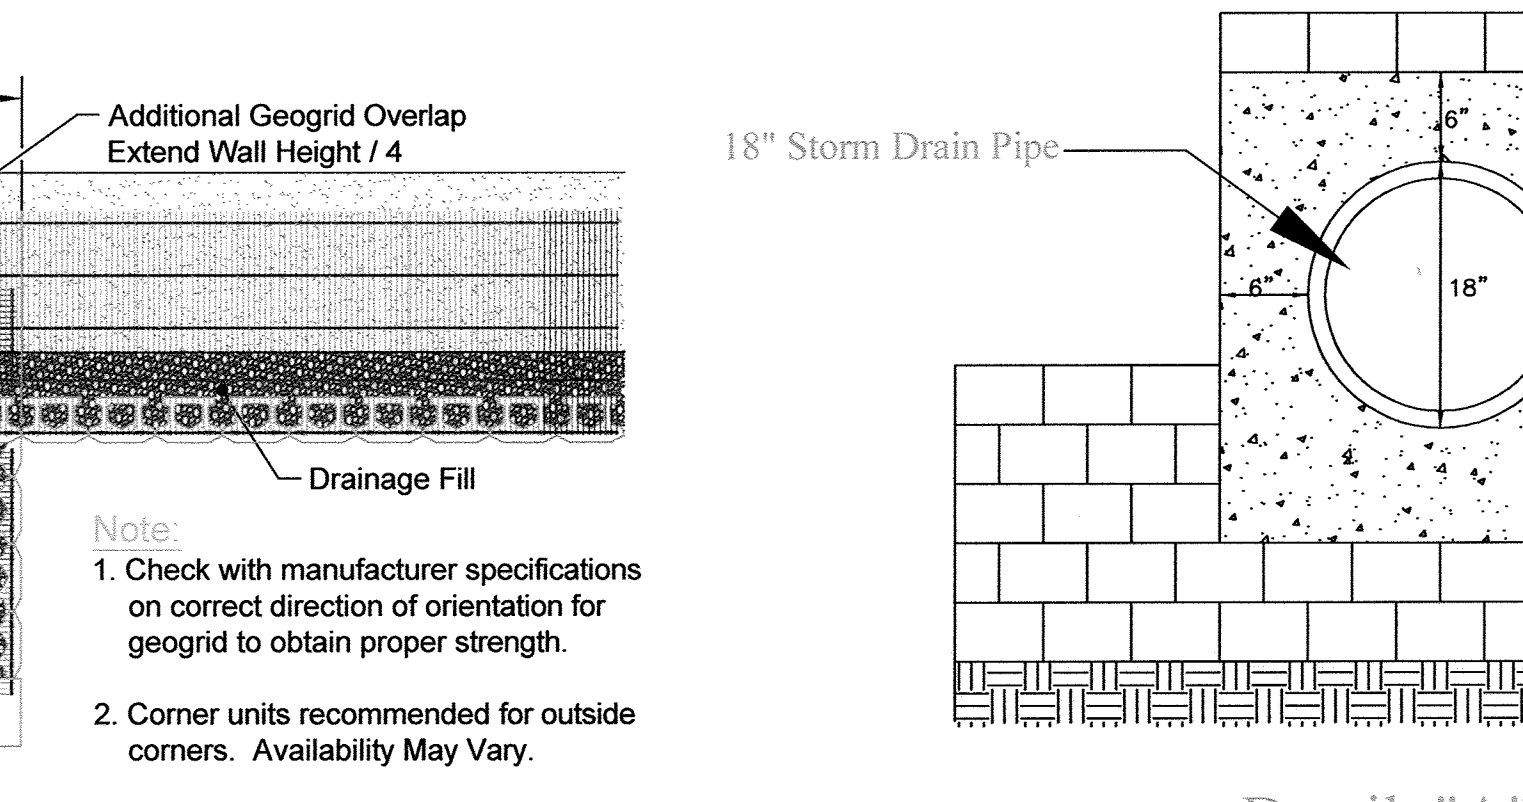 Additional Geogrid Overlap
Extend Wall Height / 4
Drainage Fill
Note:
1. Check with manufacturer specifications
on correct direction of orientation for
geogrid to obtain proper strength.
2. Corner units recommended for outside
corners. Availability May Vary.
18" Storm Drain Pipe
6"
6"
18"